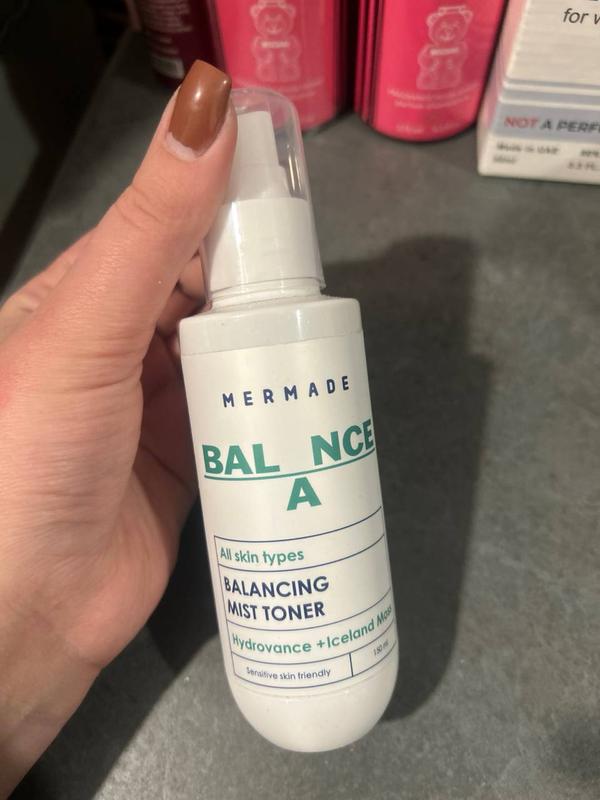 for
NOT A PERF
MERMADE
BAL NCE
A
All skin types
BALANCING
MIST TONER
Hydrovance +Iceland Moss
Sensitive skin friendly
150 ml